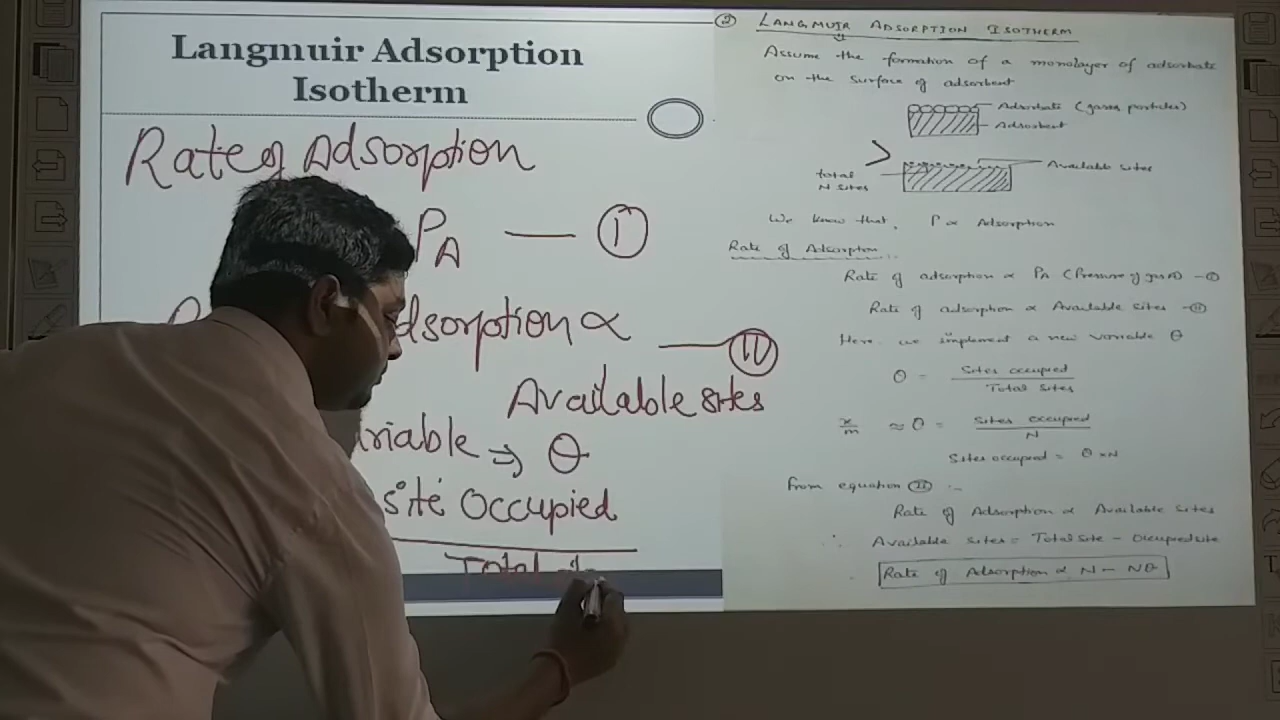 Langmuir Adsorption
Isotherm
Rate of Adsorption
PA — I
dsorption ∝
— II
Available sites
riable ⇒ θ
site Occupied
Total
② LANGMUIR ADSORPTION ISOTHERM
Assume the formation of a monolayer of adsorbate
on the surface of adsorbent
Adsorbate (gases particles)
Adsorbent
Available sites
total
N sites
We know that, P ∝ Adsorption
Rate of Adsorption
Rate of adsorption ∝ PA (Pressure of gas A) - ①
Rate of adsorption ∝ Available sites - ⑪
Here we implement a new variable θ
θ = Sites occupied
Total Sites
x/m ≈ θ = Sites occupied
N
Sites occupied = θ × N
From equation ⑪ :-
Rate of Adsorption ∝ Available Sites
∴ Available Sites = Total site - Occupied site
Rate of Adsorption ∝ N - Nθ